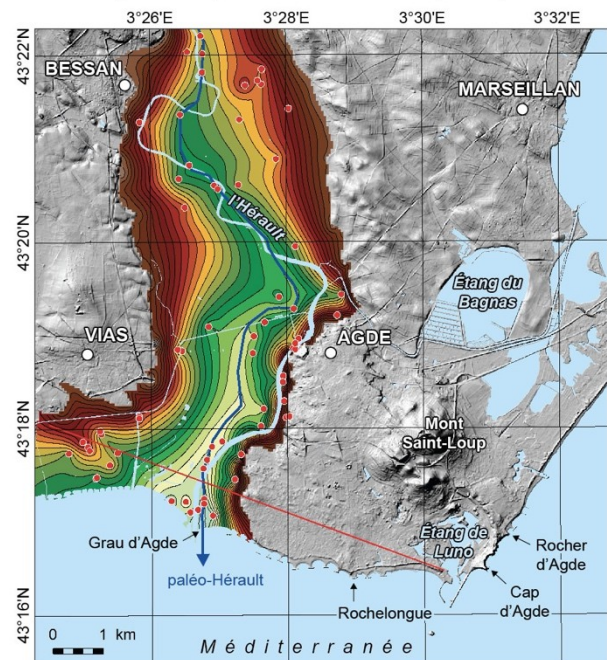 3°26'E 3°28'E 3°30'E 3°32'E
43°22'N
BESSAN
MARSEILLAN
l'Hérault
43°20'N
Étang du
Bagnas
VIAS
AGDE
43°18'N
Mont
Saint-Loup
Étang de
Luno
Grau d'Agde
Rocher
d'Agde
paléo-Hérault
Cap
d'Agde
Rochelongue
43°16'N
0 1 km
Méditerranée